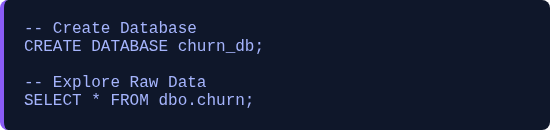 -- Create Database
CREATE DATABASE churn_db;
-- Explore Raw Data
SELECT * FROM dbo.churn;